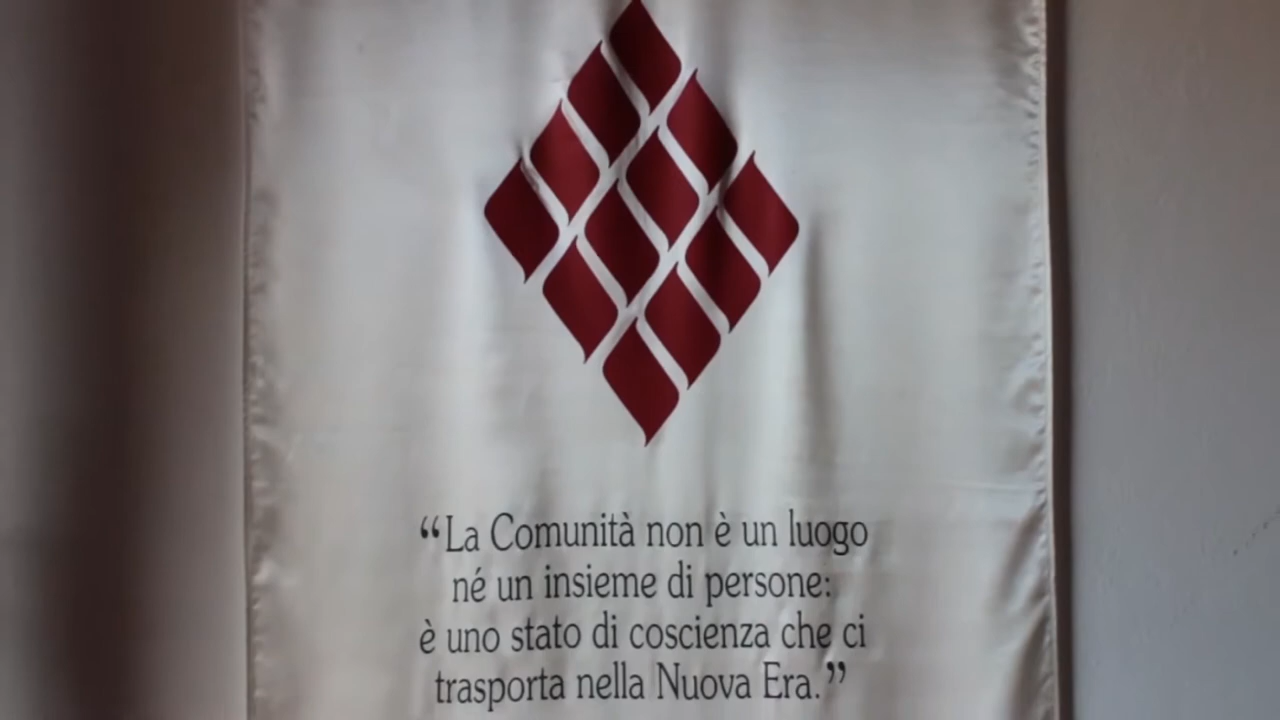 “La Comunità non è un luogo
né un insieme di persone:
è uno stato di coscienza che ci
trasporta nella Nuova Era.”